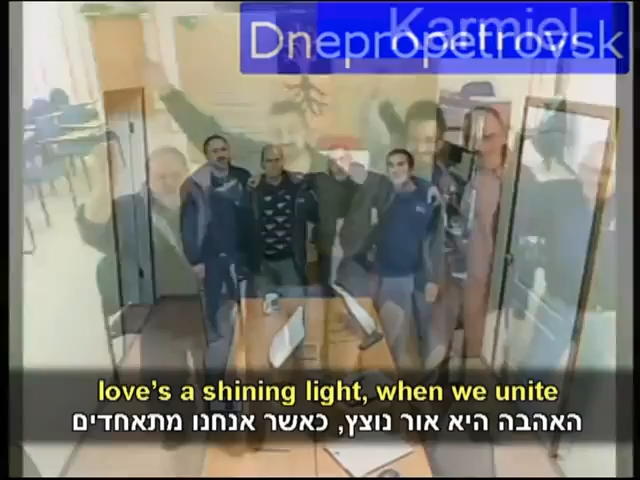 Karmiel
Dnepropetrovsk
love's a shining light, when we unite
האהבה היא אור נוצץ, כאשר אנחנו מתאחדים